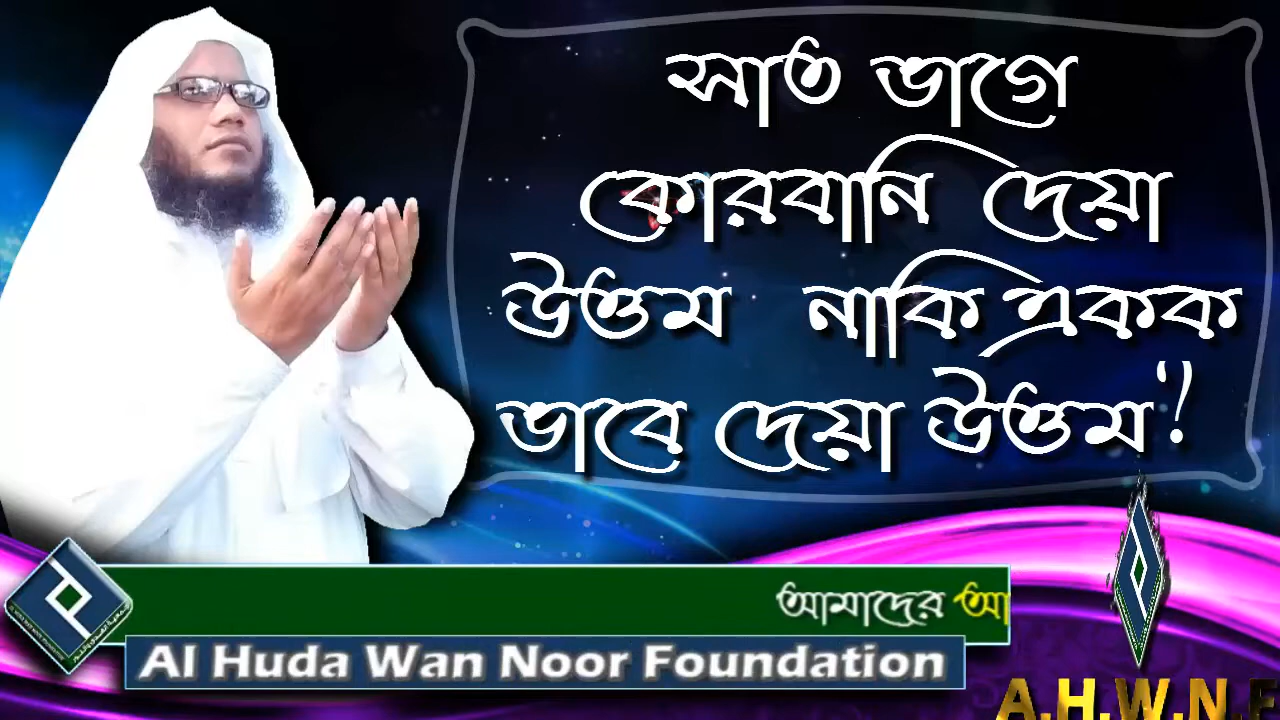 সাত ভাগে
কোরবানি দেয়া
উত্তম নাকি একক
ভাবে দেয়া উত্তম?
আমাদের আ
Al Huda Wan Noor Foundation
A.H.W.N.F